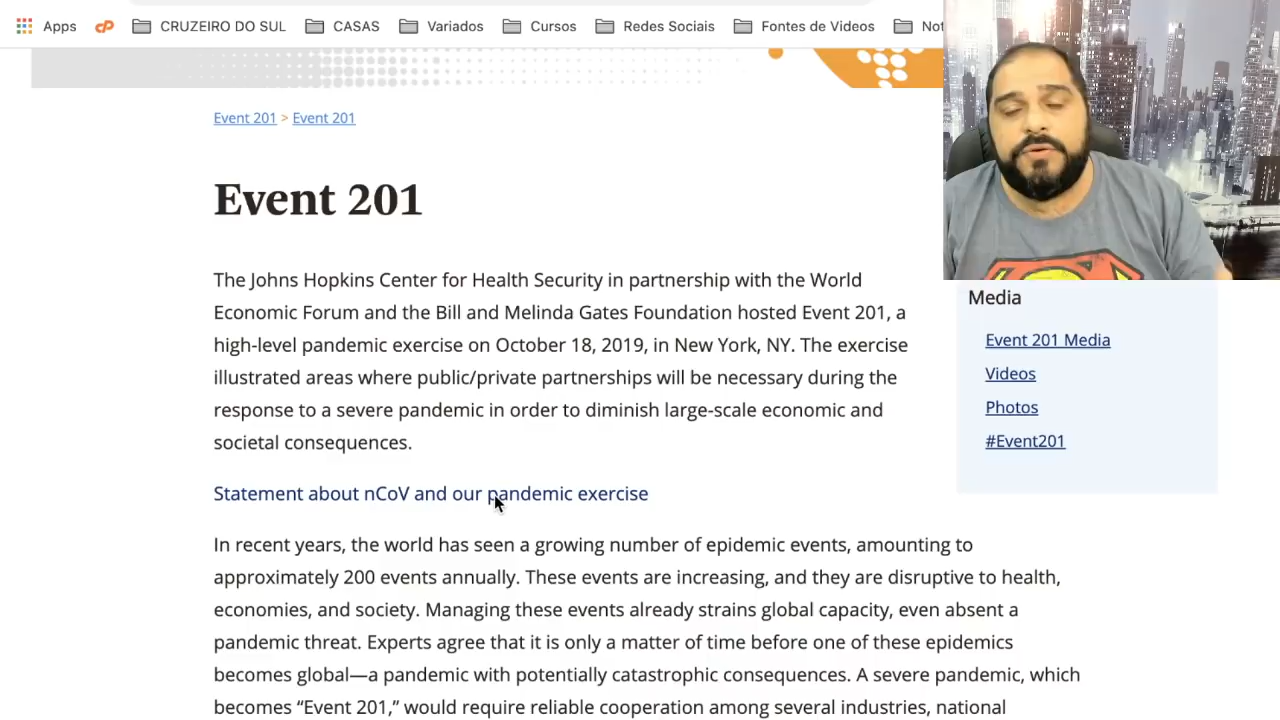 Apps
CRUZEIRO DO SUL
CASAS
Variados
Cursos
Redes Sociais
Fontes de Videos
Event 201 > Event 201
Event 201
The Johns Hopkins Center for Health Security in partnership with the World
Economic Forum and the Bill and Melinda Gates Foundation hosted Event 201, a
high-level pandemic exercise on October 18, 2019, in New York, NY. The exercise
illustrated areas where public/private partnerships will be necessary during the
response to a severe pandemic in order to diminish large-scale economic and
societal consequences.
Media
Event 201 Media
Videos
Photos
#Event201
Statement about nCoV and our pandemic exercise
In recent years, the world has seen a growing number of epidemic events, amounting to
approximately 200 events annually. These events are increasing, and they are disruptive to health,
economies, and society. Managing these events already strains global capacity, even absent a
pandemic threat. Experts agree that it is only a matter of time before one of these epidemics
becomes global—a pandemic with potentially catastrophic consequences. A severe pandemic, which
becomes “Event 201,” would require reliable cooperation among several industries, national